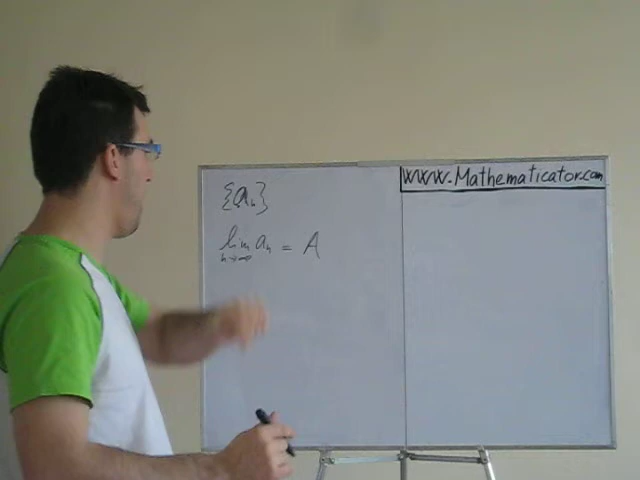 www.Mathematicator.com
{aₙ}
lim aₙ = A
n→∞